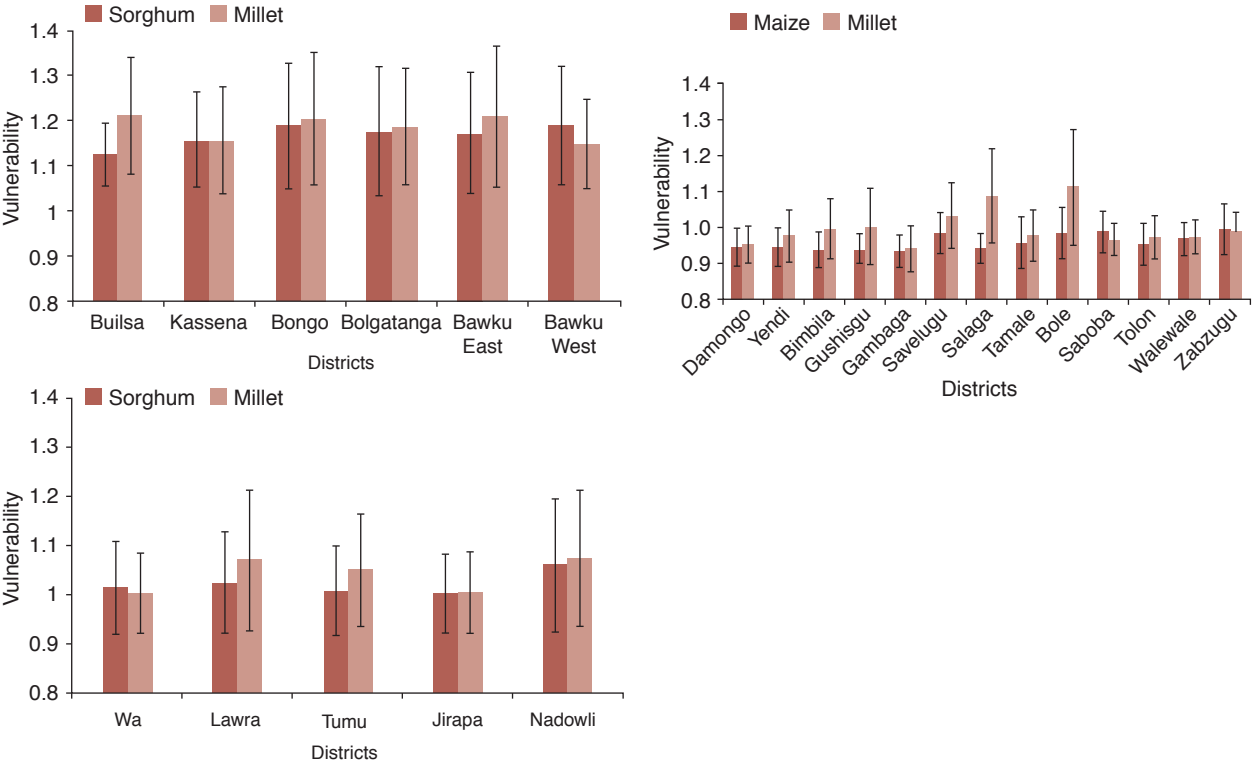 Sorghum Millet
Vulnerability
1.4
1.3
1.2
1.1
1
0.9
0.8
Builsa Kassena Bongo Bolgatanga Bawku East Bawku West
Districts
Maize Millet
Vulnerability
1.4
1.3
1.2
1.1
1.0
0.9
0.8
Damongo Yendi Bimbila Gushisgu Gambaga Savelugu Salaga Tamale Bole Saboba Tolon Walewale Zabzugu
Districts
Sorghum Millet
Vulnerability
1.4
1.3
1.2
1.1
1
0.9
0.8
Wa Lawra Tumu Jirapa Nadowli
Districts